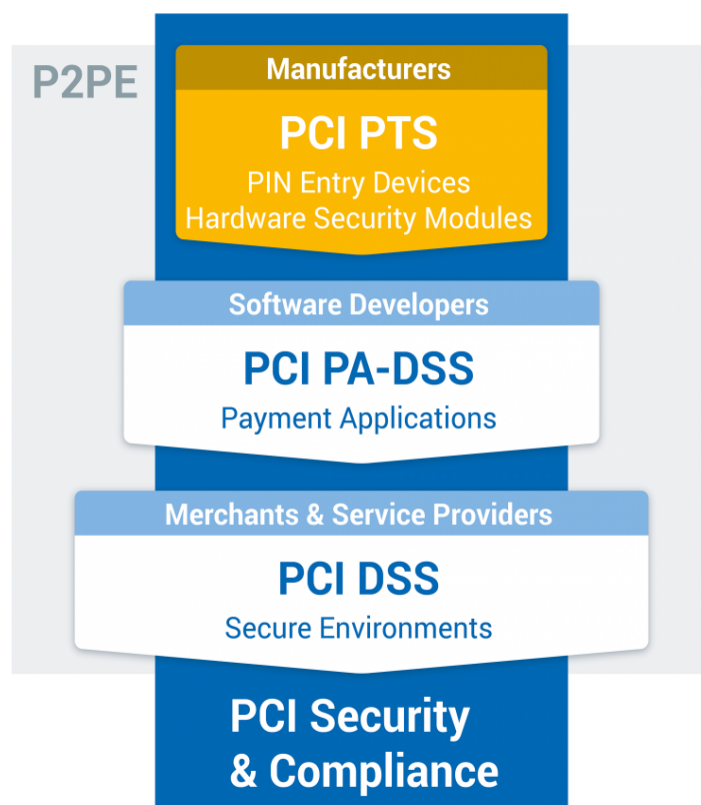 P2PE
Manufacturers
PCI PTS
PIN Entry Devices
Hardware Security Modules
Software Developers
PCI PA-DSS
Payment Applications
Merchants & Service Providers
PCI DSS
Secure Environments
PCI Security
& Compliance